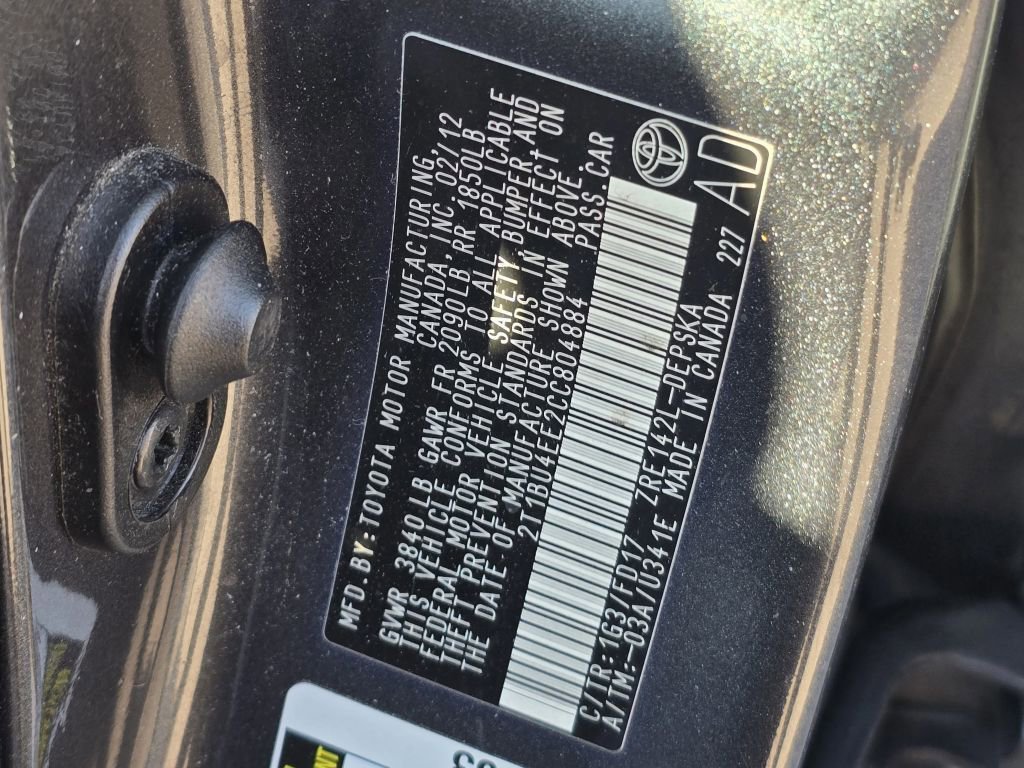 MFD.BY:TOYOTA MOTOR MANUFACTURING
CANADA,INC. 02/12
GVWR 3840LB GAWR FR 2090LB,RR 1850LB
THIS VEHICLE CONFORMS TO ALL APPLICABLE
FEDERAL MOTOR VEHICLE SAFETY,BUMPER,AND
THEFT PREVENTION STANDARDS IN EFFECT ON
THE DATE OF MANUFACTURE SHOWN ABOVE.
2T1BU4EE2CC804884 PASS.CAR
C/TR:1G3/FD17 ZRE142L-DEPSKA 227
A/TM:-03A/U341E MADE IN CANADA AD